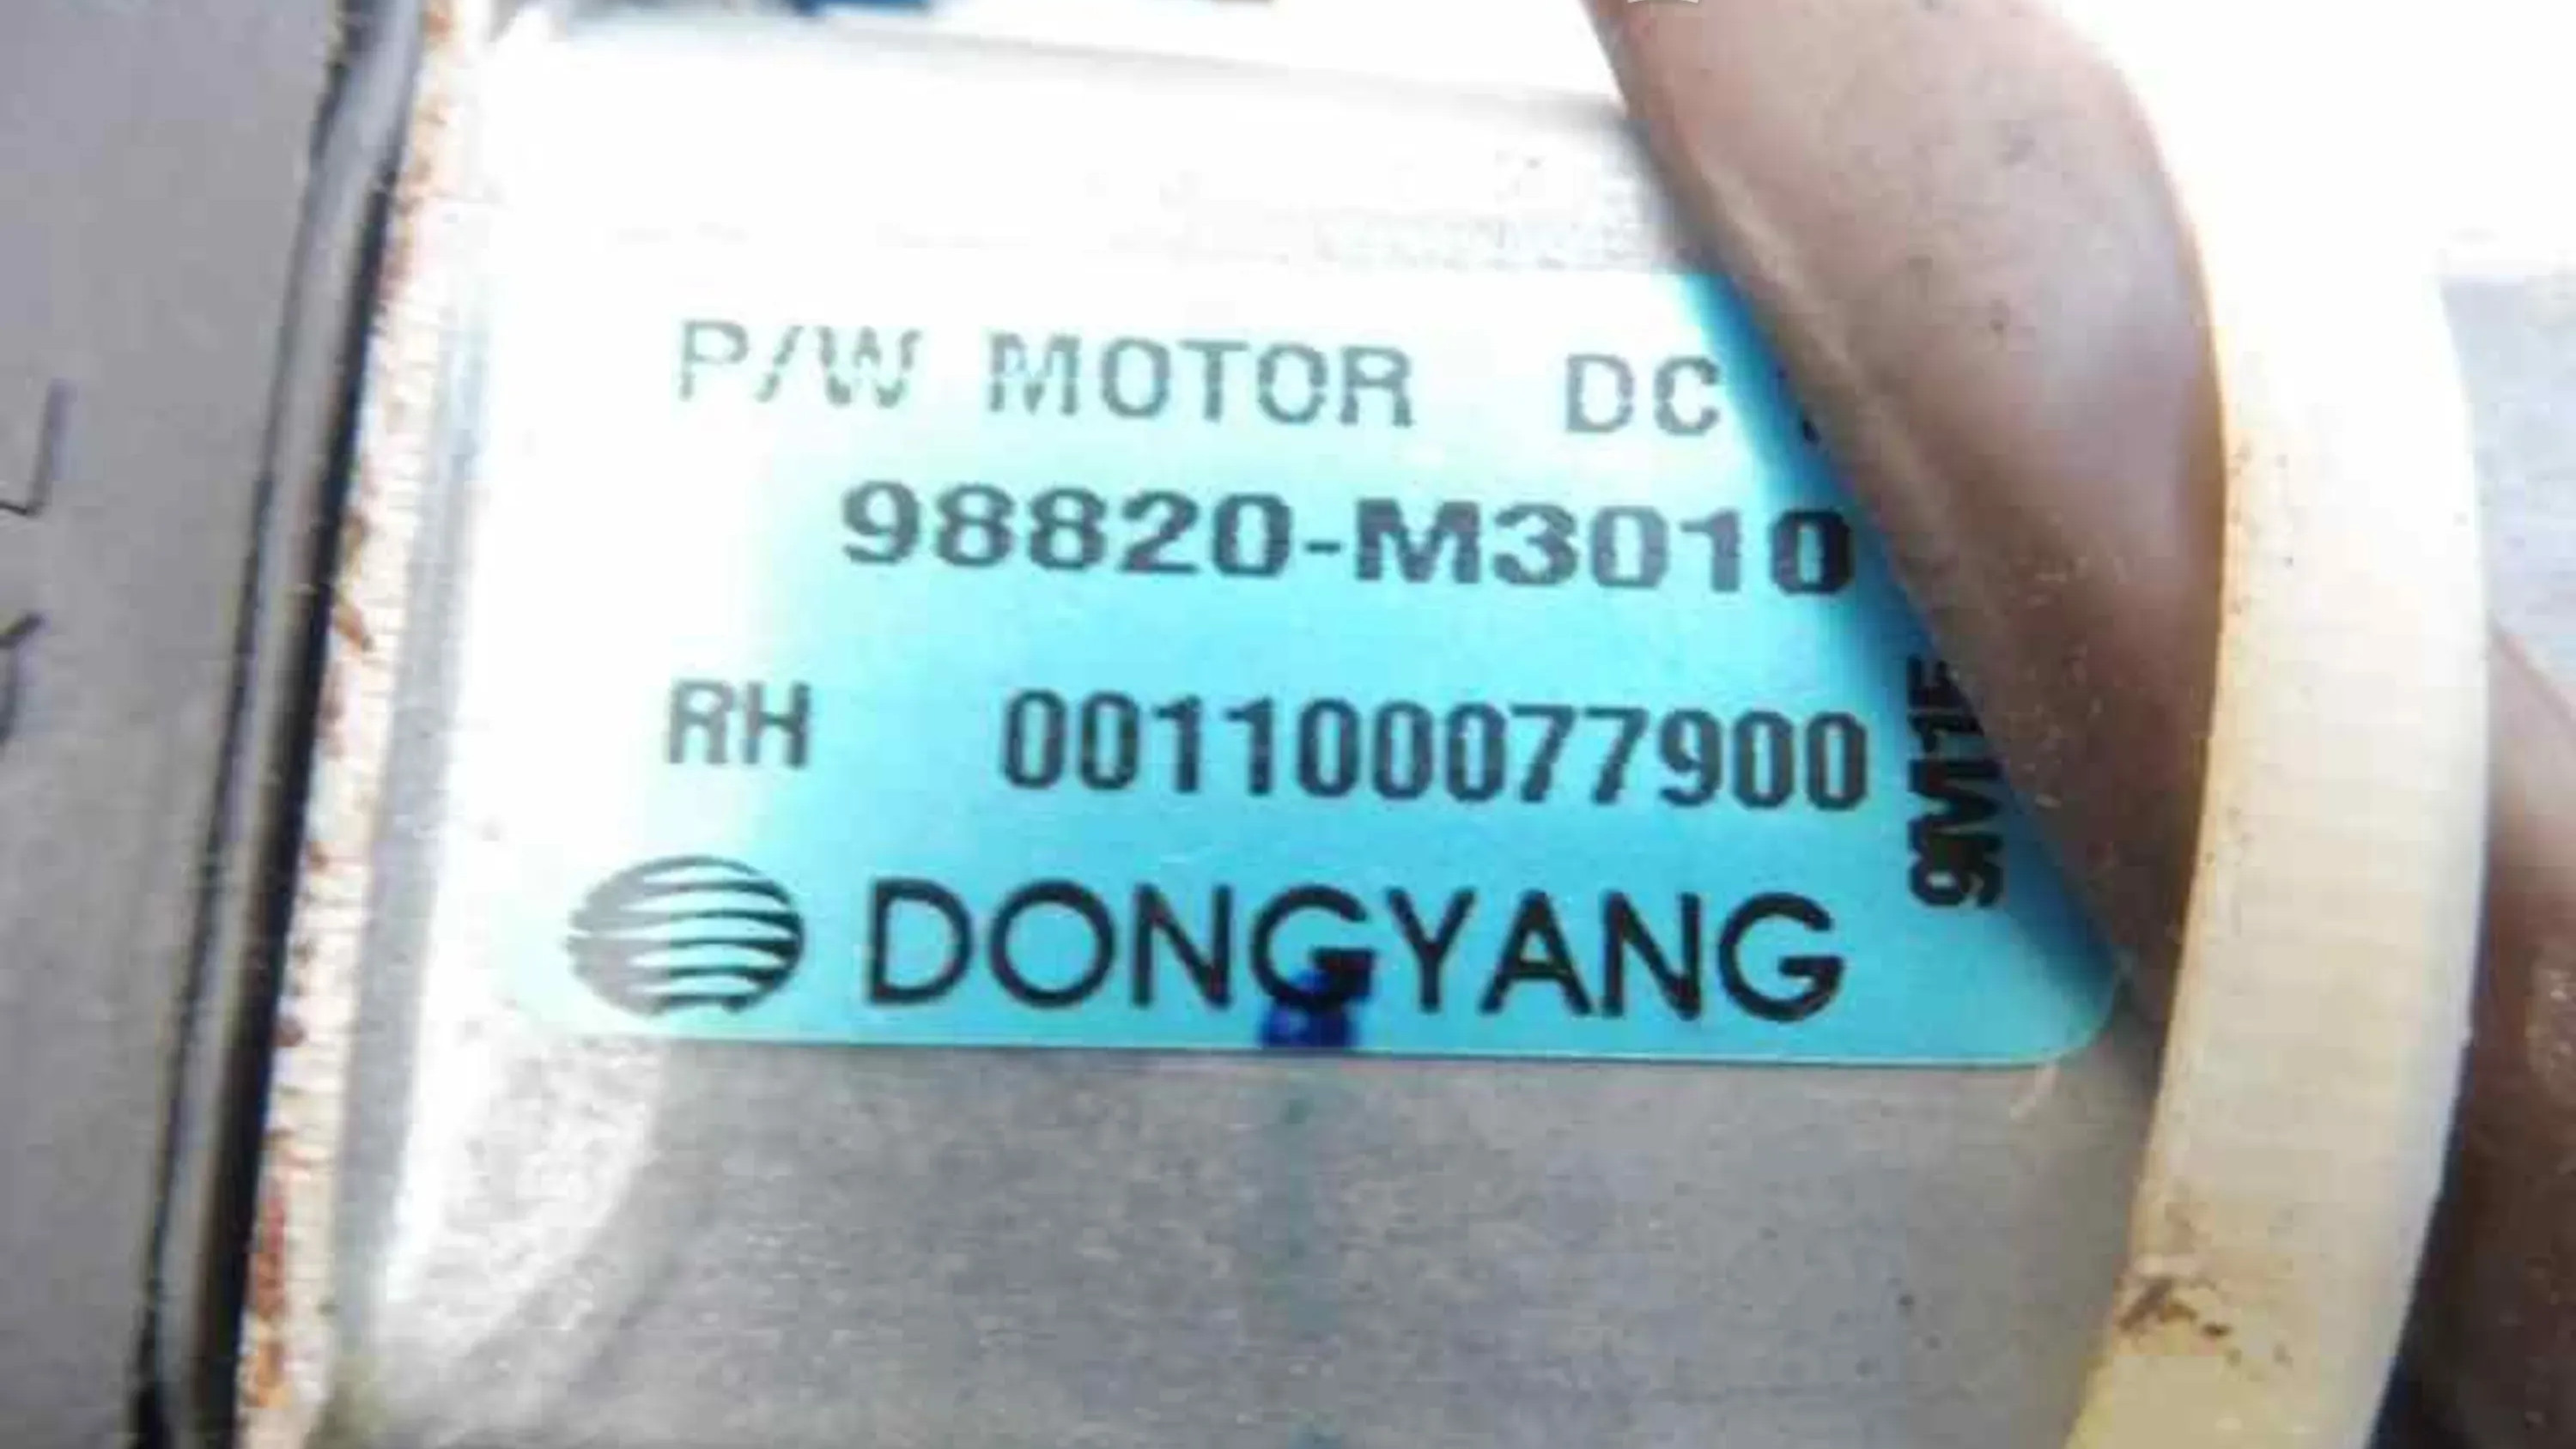 P/W MOTOR DC
98820-M3010
RH 001100077900
DONGYANG